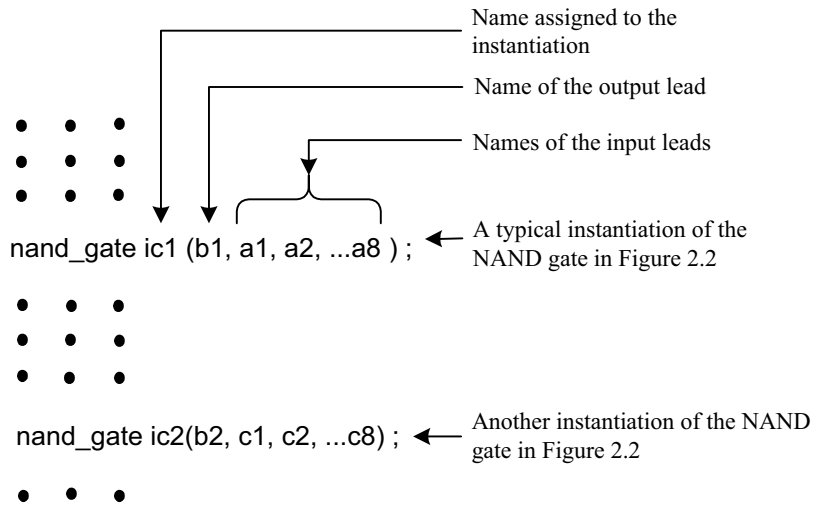 Name assigned to the
instantiation
Name of the output lead
Names of the input leads
nand_gate ic1 (b1, a1, a2, ...a8 ) ;
A typical instantiation of the
NAND gate in Figure 2.2
nand_gate ic2(b2, c1, c2, ...c8) ;
Another instantiation of the NAND
gate in Figure 2.2